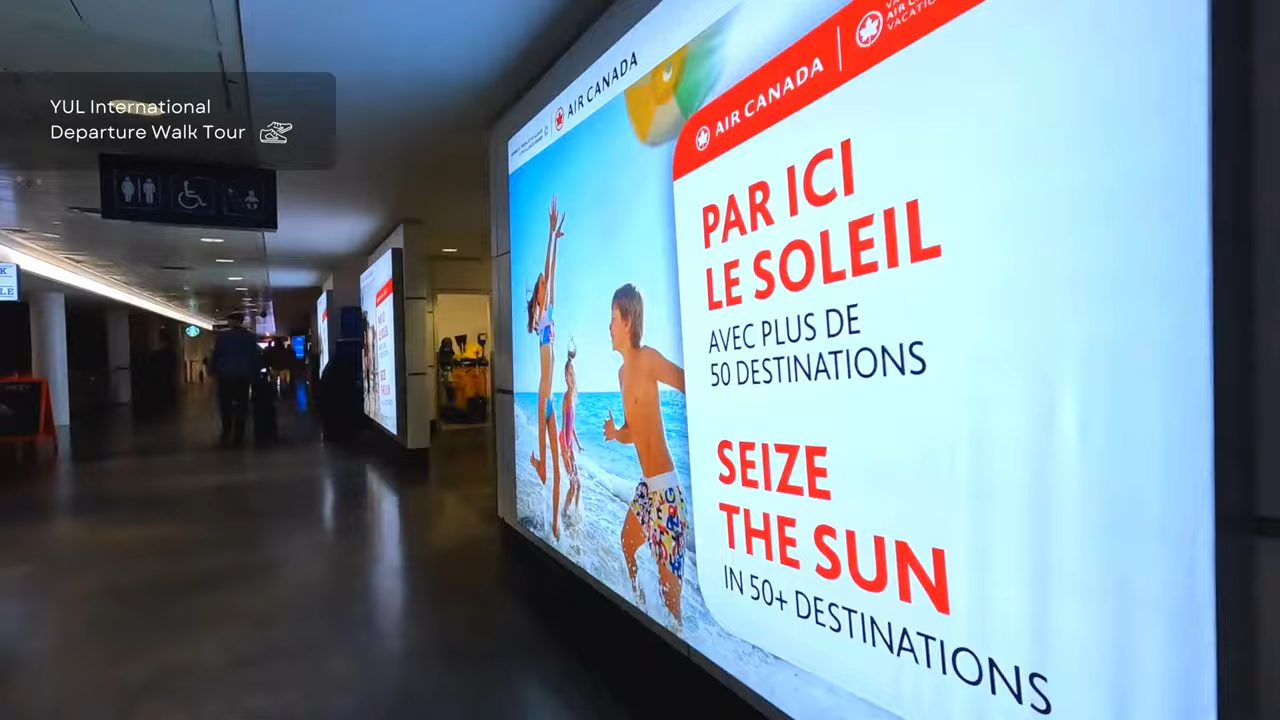 YUL International
Departure Walk Tour
AIR CANADA
AIR CANADA
PAR ICI
LE SOLEIL
AVEC PLUS DE
50 DESTINATIONS
SEIZE
THE SUN
IN 50+ DESTINATIONS